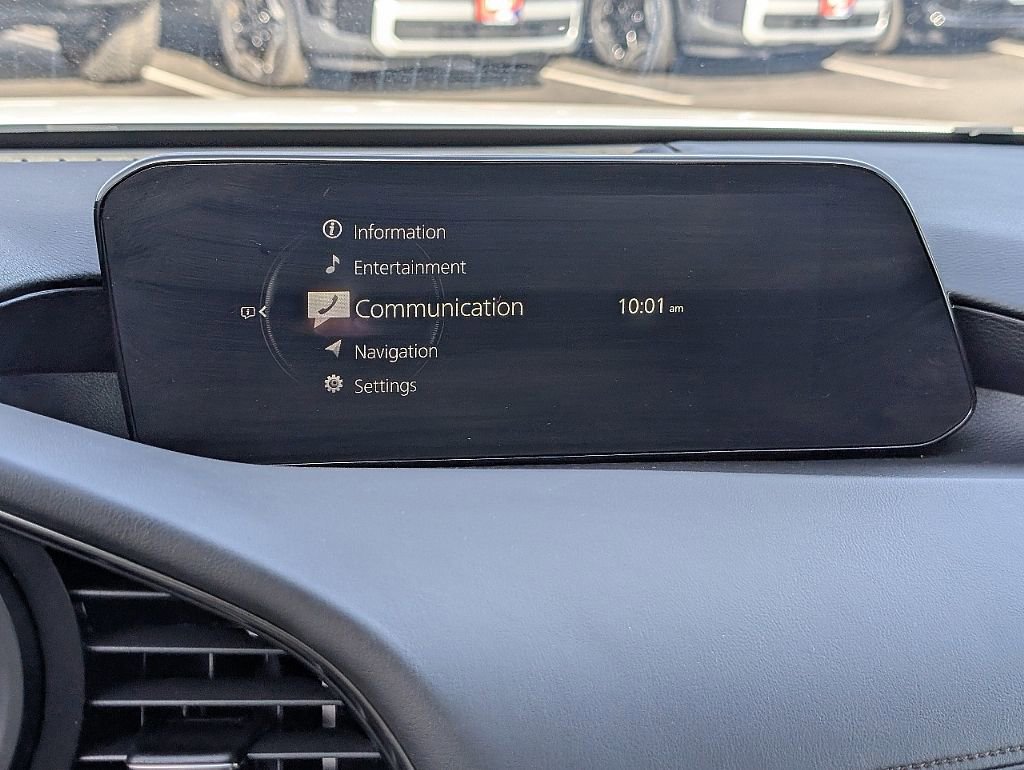 Information
Entertainment
Communication
10:01 am
Navigation
Settings